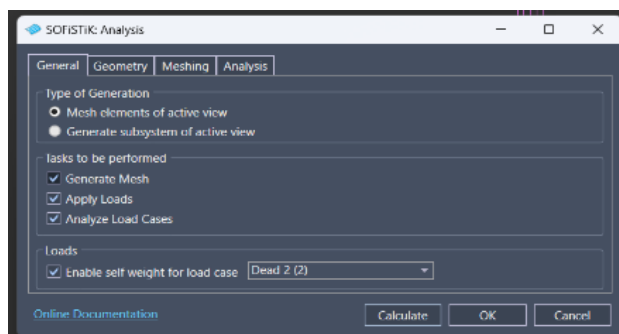 SOFiSTiK: Analysis
General Geometry Meshing Analysis
Type of Generation
Mesh elements of active view
Generate subsystem of active view
Tasks to be performed
Generate Mesh
Apply Loads
Analyze Load Cases
Loads
Enable self weight for load case Dead 2 (2)
Online Documentation Calculate OK Cancel